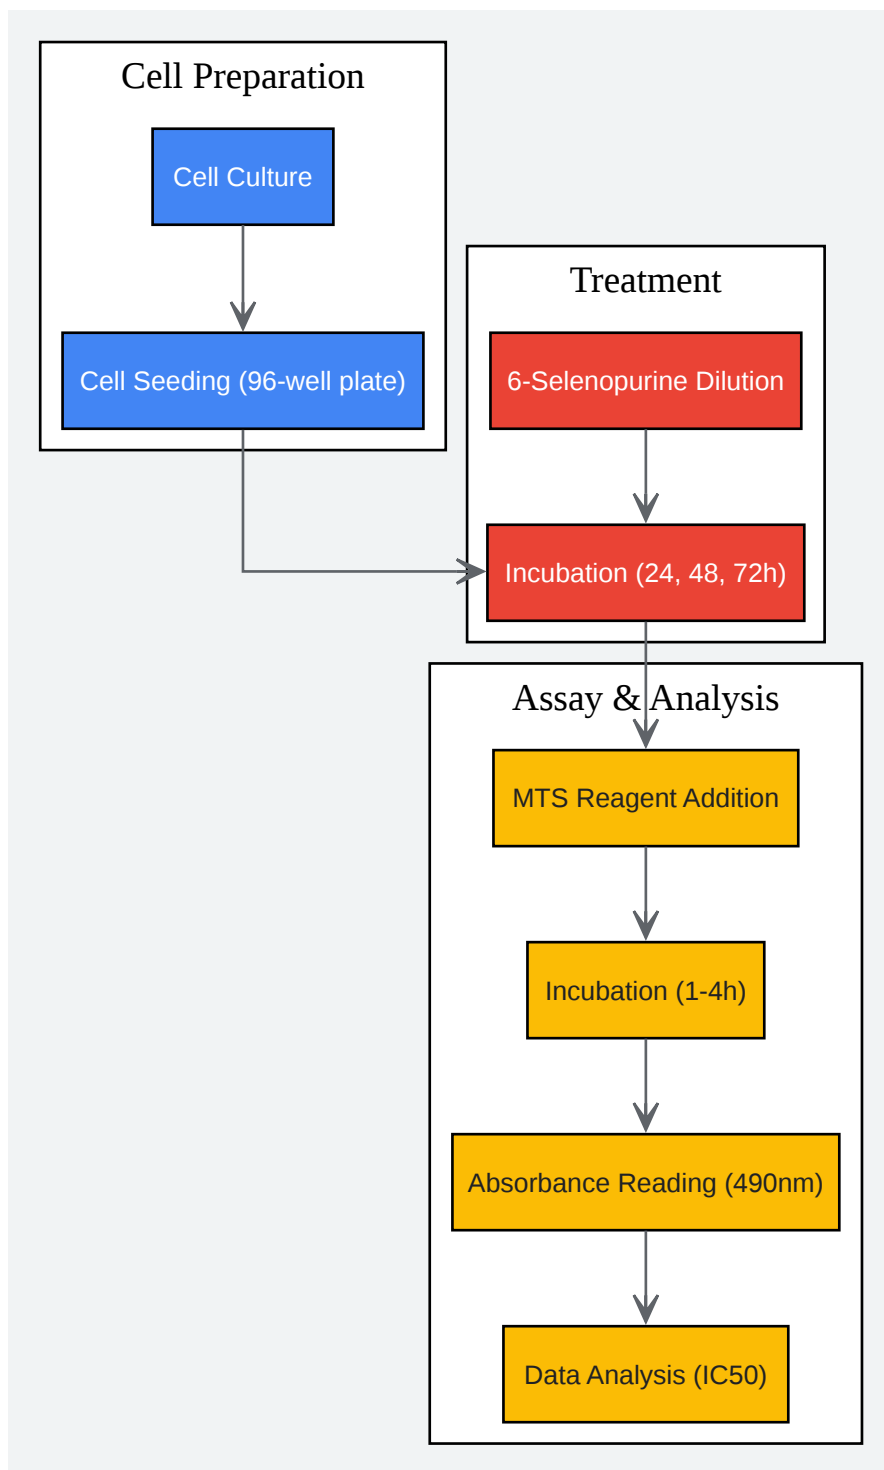 Cell Preparation
Cell Culture
Cell Seeding (96-well plate)
Treatment
6-Selenopurine Dilution
Incubation (24, 48, 72h)
Assay & Analysis
MTS Reagent Addition
Incubation (1-4h)
Absorbance Reading (490nm)
Data Analysis (IC50)